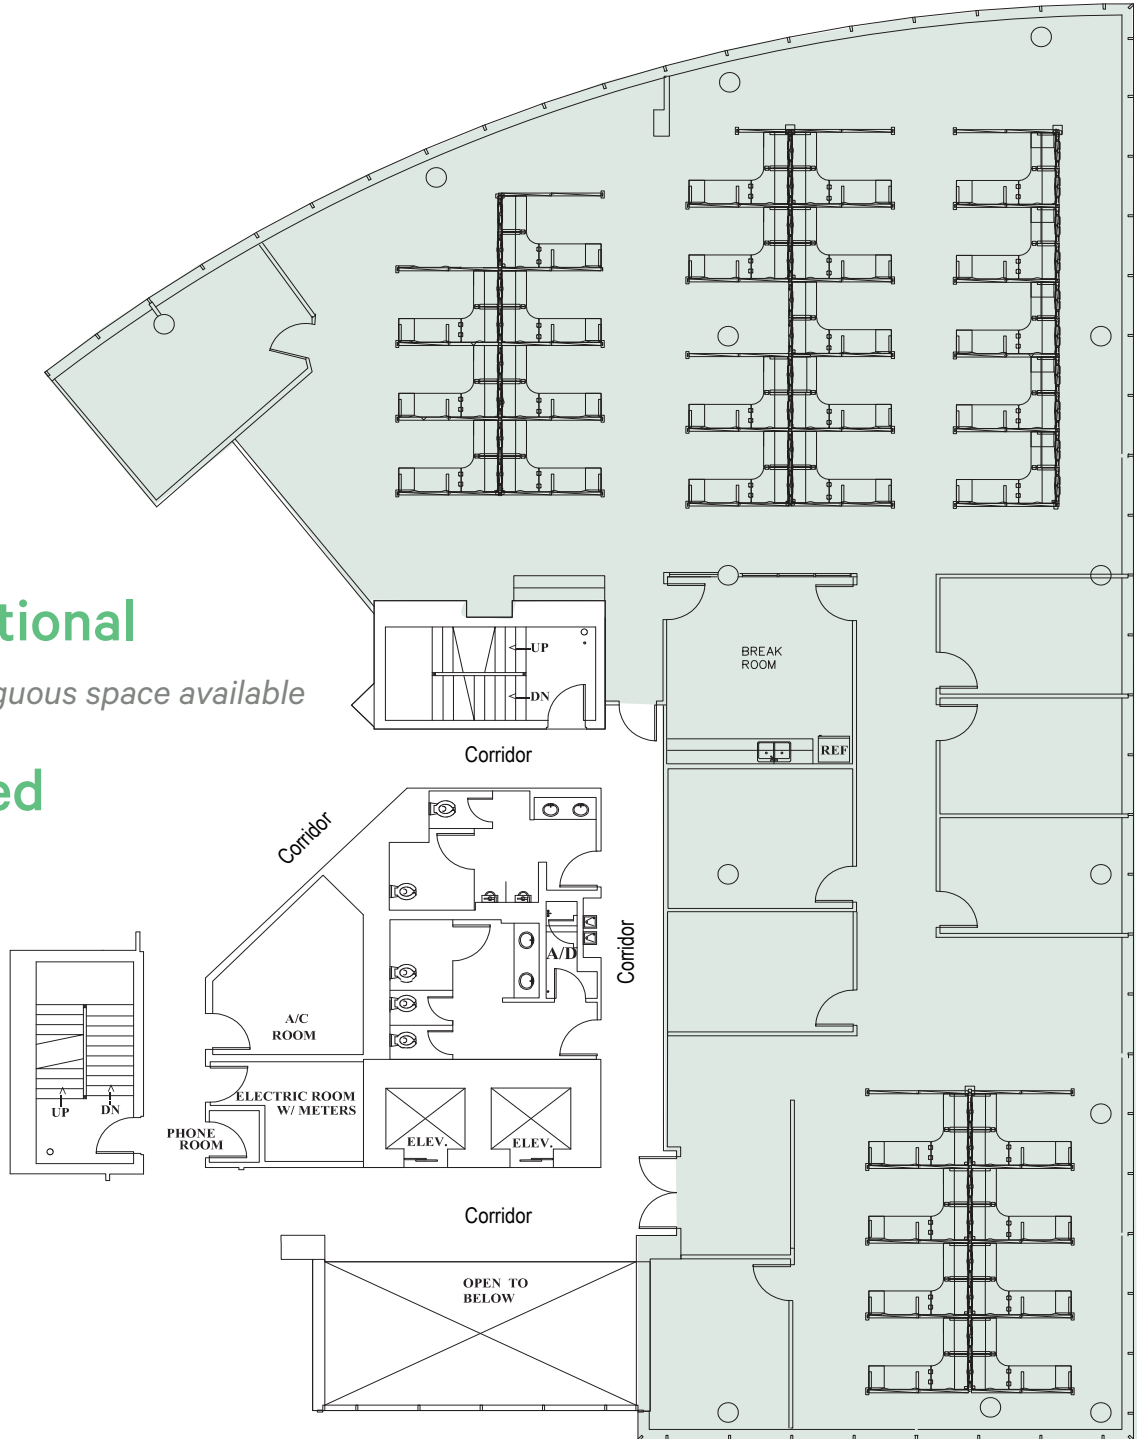 BREAK
ROOM
tional
UP
guous space available
DN
REF
Corridor
ed
Corridor
Corridor
A/D
A/C
ROOM
ELECTRIC ROOM
W/ METERS
UP
DN
PHONE
ROOM
ELEV.
ELEV.
Corridor
OPEN TO
BELOW